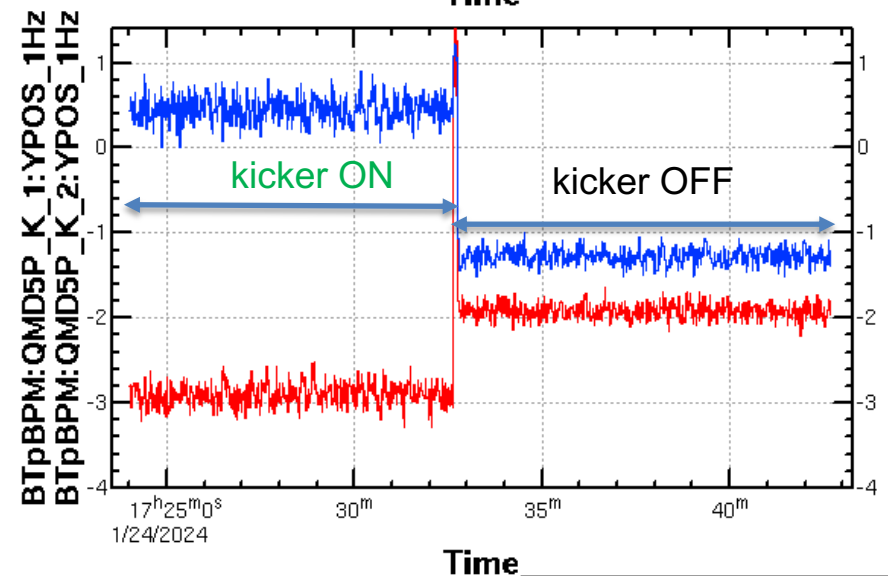 Time
BTpBPM:QMD5P_K_1:YPOS_1Hz
BTpBPM:QMD5P_K_2:YPOS_1Hz
1
0
-1
-2
-3
-4
1
0
-1
-2
-3
-4
kicker ON
kicker OFF
17h25m0s
30m
35m
40m
1/24/2024
Time